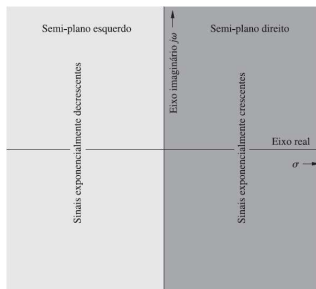 Semi-plano esquerdo
Semi-plano direito
Eixo imaginário jω
Sinais exponencialmente decrescentes
Sinais exponencialmente crescentes
Eixo real
σ